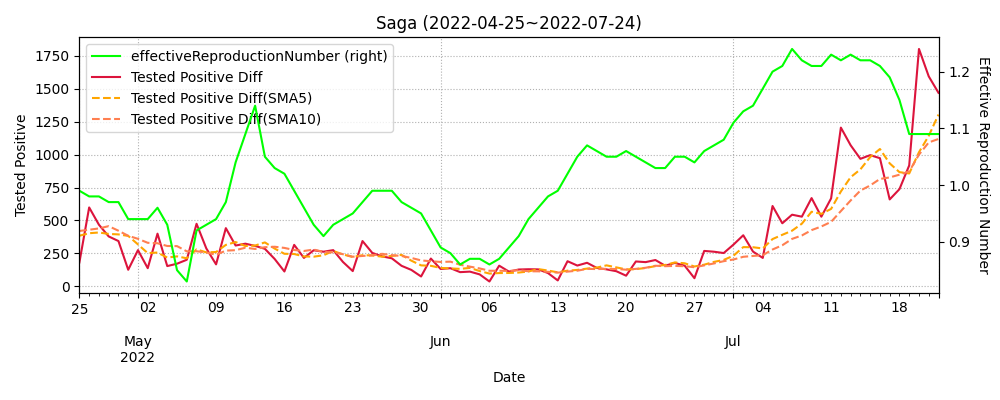 Saga (2022-04-25~2022-07-24)
effectiveReproductionNumber (right)
Tested Positive Diff
Tested Positive Diff(SMA5)
Tested Positive Diff(SMA10)
Tested Positive
1750
1500
1250
1000
750
500
250
0
Effective Reproduction Number
1.2
1.1
1.0
0.9
25 02 09 16 23 30 06 13 20 27 04 11 18
May Jun Jul
2022
Date